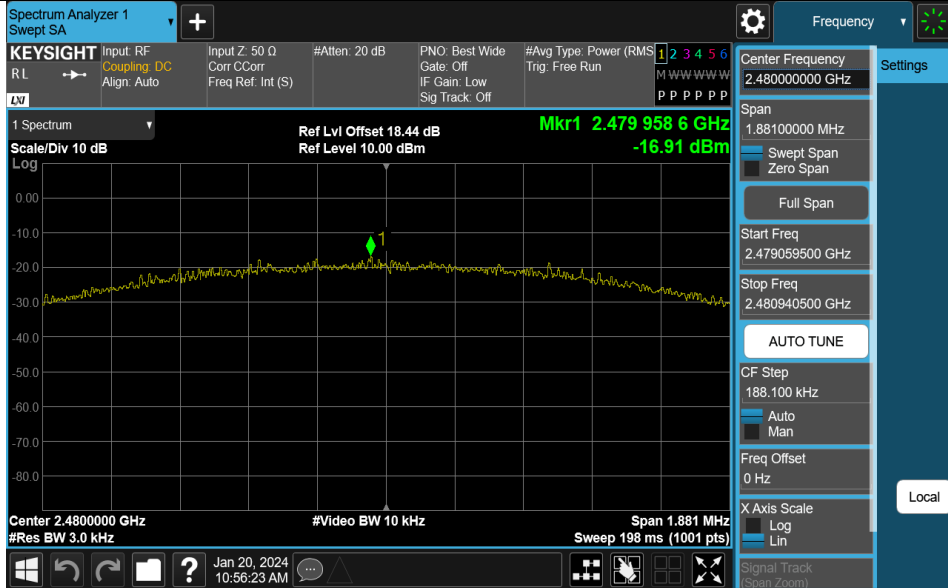 Spectrum Analyzer 1
Swept SA
+
Frequency
KEYSIGHT
R L
LXI
Input: RF
Coupling: DC
Align: Auto
Input Z: 50 Ω
Corr CCorr
Freq Ref: Int (S)
#Atten: 20 dB
PNO: Best Wide
Gate: Off
IF Gain: Low
Sig Track: Off
#Avg Type: Power (RMS
Trig: Free Run
1 2 3 4 5 6
M W W W W W
P P P P P P
Center Frequency
2.480000000 GHz
Settings
Span
1.88100000 MHz
Swept Span
Zero Span
Full Span
Start Freq
2.479059500 GHz
Stop Freq
2.480940500 GHz
AUTO TUNE
CF Step
188.100 kHz
Auto
Man
Freq Offset
0 Hz
X Axis Scale
Log
Lin
Signal Track
(Span Zoom)
Local
1 Spectrum
Scale/Div 10 dB
Log
Ref Lvl Offset 18.44 dB
Ref Level 10.00 dBm
Mkr1 2.479 958 6 GHz
-16.91 dBm
0.00
-10.0
-20.0
-30.0
-40.0
-50.0
-60.0
-70.0
-80.0
1
Center 2.4800000 GHz
#Res BW 3.0 kHz
#Video BW 10 kHz
Span 1.881 MHz
Sweep 198 ms (1001 pts)
?
Jan 20, 2024
10:56:23 AM